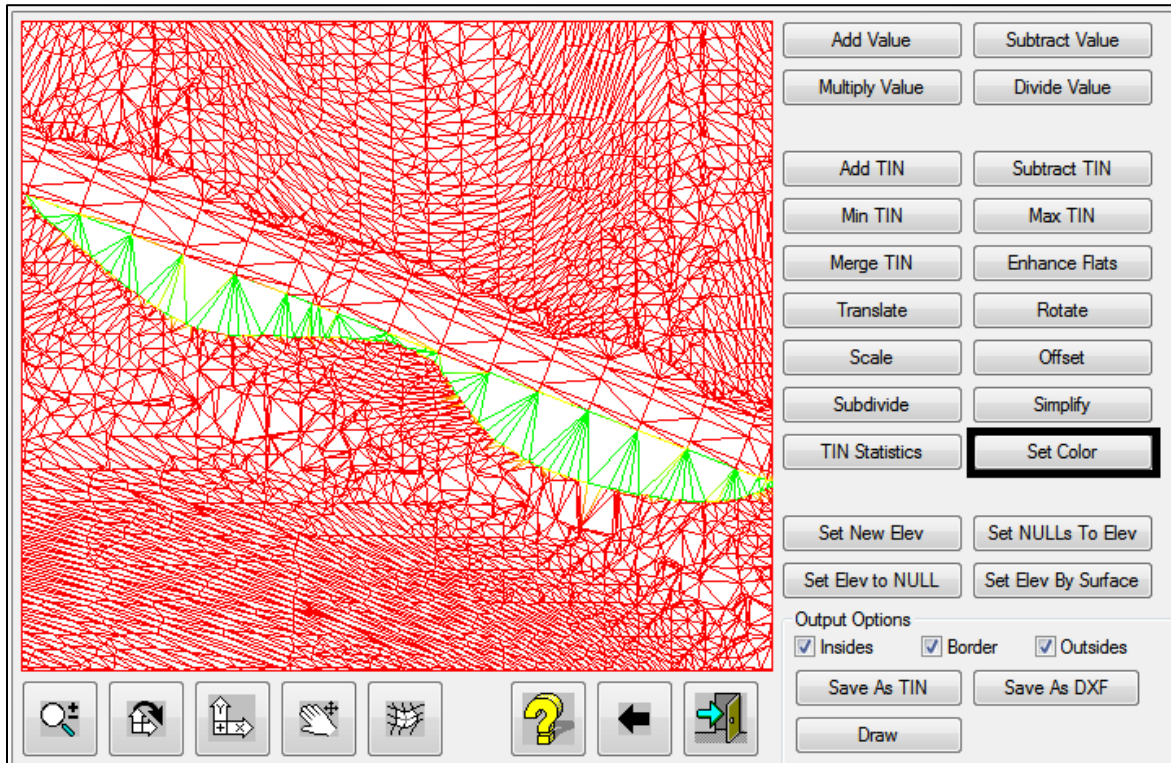 Add Value Subtract Value
Multiply Value Divide Value
Add TIN Subtract TIN
Min TIN Max TIN
Merge TIN Enhance Flats
Translate Rotate
Scale Offset
Subdivide Simplify
TIN Statistics Set Color
Set New Elev Set NULLs To Elev
Set Elev to NULL Set Elev By Surface
Output Options
Insides Border Outsides
Save As TIN Save As DXF
Draw